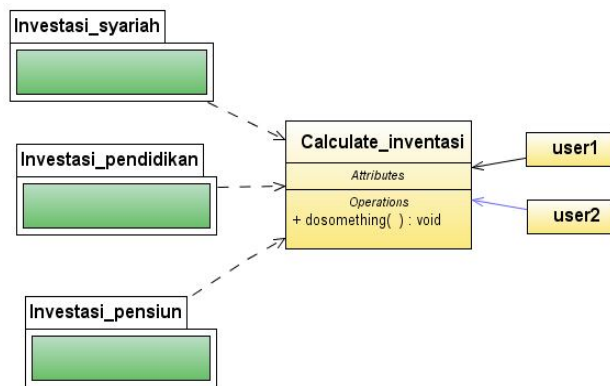 Investasi_syariah
Investasi_pendidikan
Investasi_pensiun
Calculate_inventasi
Attributes
Operations
+ dosomething( ) : void
user1
user2